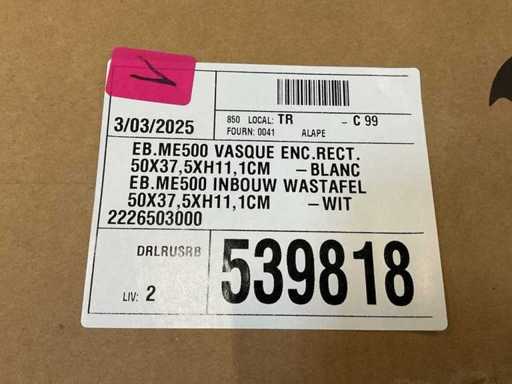 3/03/2025
850 LOCAL: TR - C 99
FOURN: 0041 ALAPE
EB.ME500 VASQUE ENC.RECT.
50X37,5XH11,1CM -BLANC
EB.ME500 INBOUW WASTAFEL
50X37,5XH11,1CM -WIT
2226503000
DRLRUSRB
539818
LIV: 2